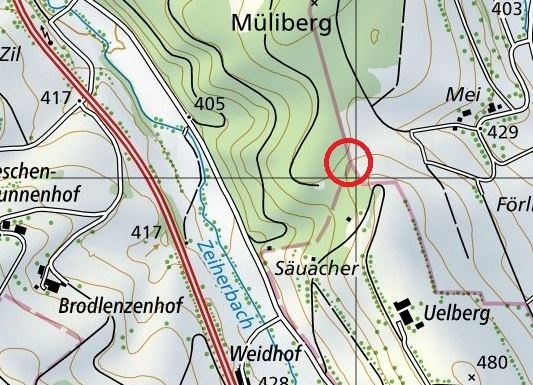 Müliberg
403
Zil
417
405
Mei
429
eschen-
unnenhof
Förl
417
Zeiherbach
Säuacher
Brodlenzenhof
Uelberg
Weidhof
480
428